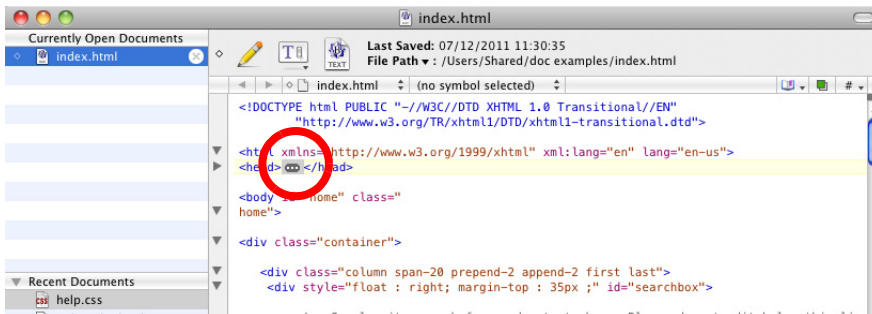 index.html
Currently Open Documents
index.html
TEXT
Last Saved: 07/12/2011 11:30:35
File Path ▾ : /Users/Shared/doc examples/index.html
index.html (no symbol selected) #
<!DOCTYPE html PUBLIC "-//W3C//DTD XHTML 1.0 Transitional//EN"
"http://www.w3.org/TR/xhtml1/DTD/xhtml1-transitional.dtd">
<html xmlns="http://www.w3.org/1999/xhtml" xml:lang="en" lang="en-us">
<head>•••</head>
<body id="home" class="
home">
<div class="container">
<div class="column span-20 prepend-2 append-2 first last">
<div style="float : right; margin-top : 35px ;" id="searchbox">
Recent Documents
css help.css